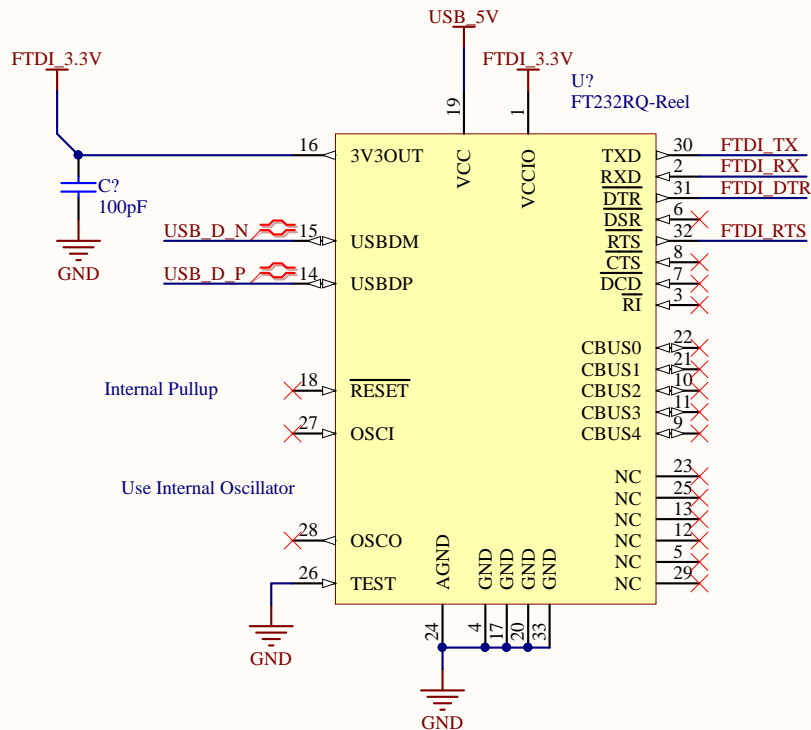 USB_5V
FTDI_3.3V
FTDI_3.3V
U?
FT232RQ-Reel
19
1
16
3V3OUT
VCC
VCCIO
TXD
30
FTDI_TX
RXD
2
FTDI_RX
DTR
31
FTDI_DTR
DSR
6
RTS
32
FTDI_RTS
CTS
8
DCD
7
RI
3
C?
100pF
GND
USB_D_N
15
USBDM
USB_D_P
14
USBDP
CBUS0
22
CBUS1
21
CBUS2
10
CBUS3
11
CBUS4
9
Internal Pullup
18
RESET
27
OSCI
Use Internal Oscillator
28
OSCO
26
TEST
NC
23
NC
25
NC
13
NC
12
NC
5
NC
29
AGND
GND
GND
GND
GND
24
4
17
20
33
GND
GND